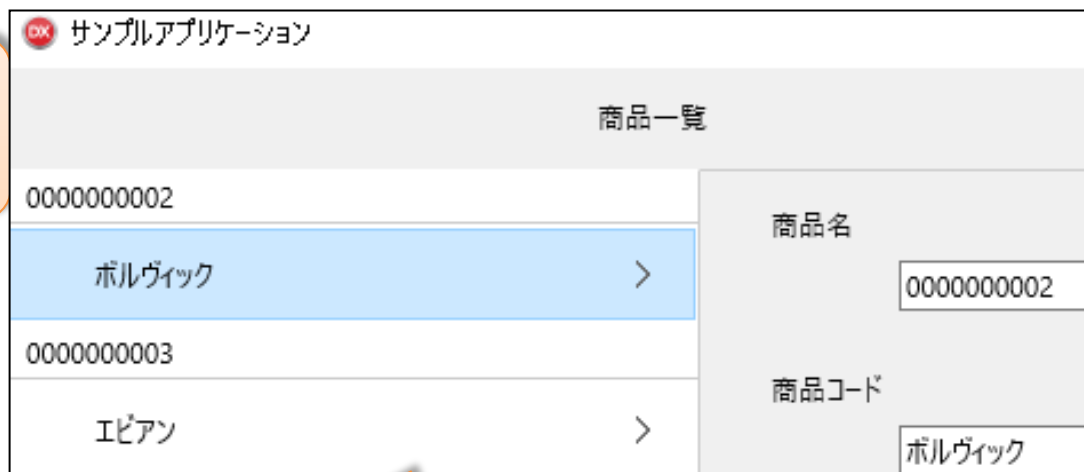 DX サンプルアプリケーション
商品一覧
0000000002
ボルヴィック
0000000003
エビアン
商品名
0000000002
商品コード
ボルヴィック